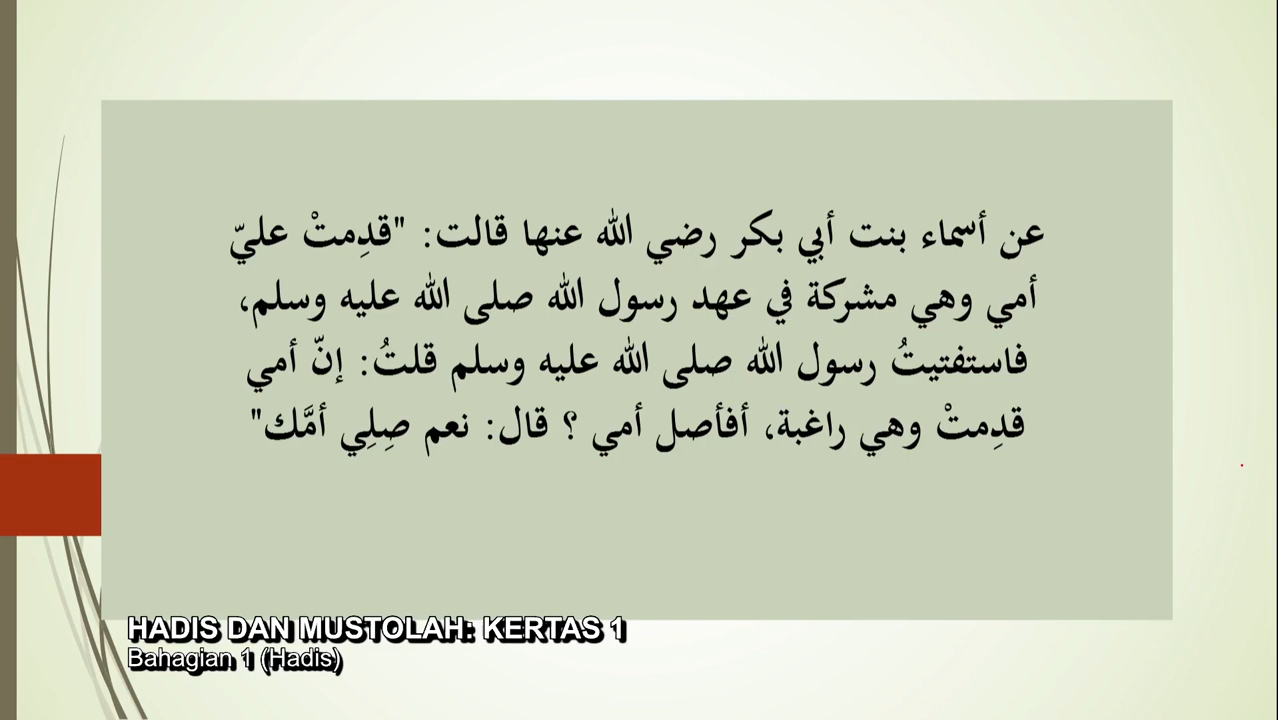 عن أسماء بنت أبي بكر رضي الله عنها قالت: "قدِمتْ عليّ
أمي وهي مشركة في عهد رسول الله صلى الله عليه وسلم،
فاستفتيتُ رسول الله صلى الله عليه وسلم قلتُ: إنّ أمي
قدِمتْ وهي راغبة، أفأصل أمي ؟ قال: نعم صِلِي أمَّك"
HADIS DAN MUSTOLAH: KERTAS 1
Bahagian 1 (Hadis)